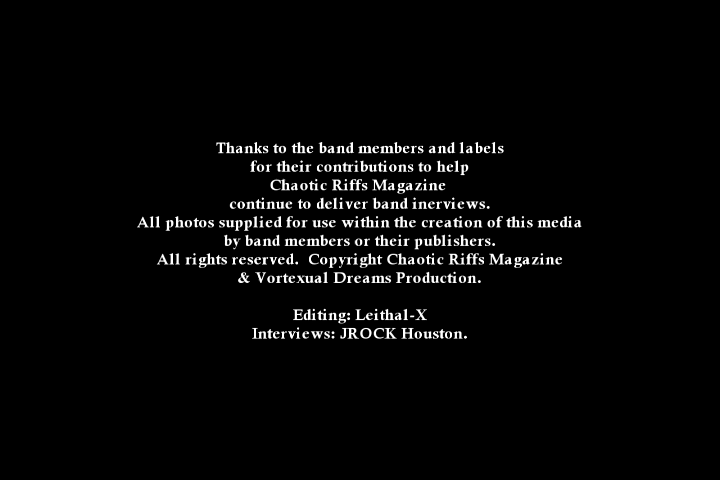 Thanks to the band members and labels
for their contributions to help
Chaotic Riffs Magazine
continue to deliver band inerviews.
All photos supplied for use within the creation of this media
by band members or their publishers.
All rights reserved.  Copyright Chaotic Riffs Magazine
& Vortexual Dreams Production.
Editing: Leithal-X
Interviews: JROCK Houston.